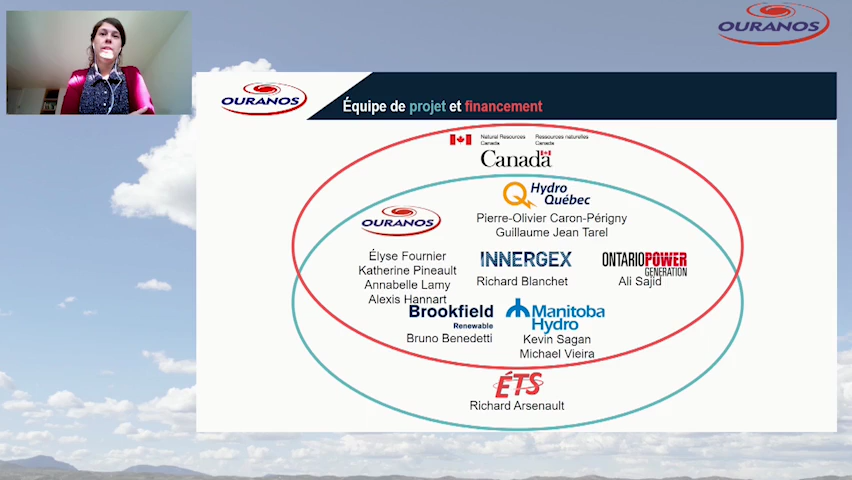 OURANOS
OURANOS
Équipe de projet et financement
Natural Resources Canada
Ressources naturelles Canada
Canada
Hydro Québec
Pierre-Olivier Caron-Périgny
Guillaume Jean Tarel
OURANOS
Élyse Fournier
Katherine Pineault
Annabelle Lamy
Alexis Hannart
INNERGEX
Richard Blanchet
ONTARIOPOWER
GENERATION
Ali Sajid
Brookfield
Renewable
Bruno Benedetti
Manitoba
Hydro
Kevin Sagan
Michael Vieira
ÉTS
Richard Arsenault